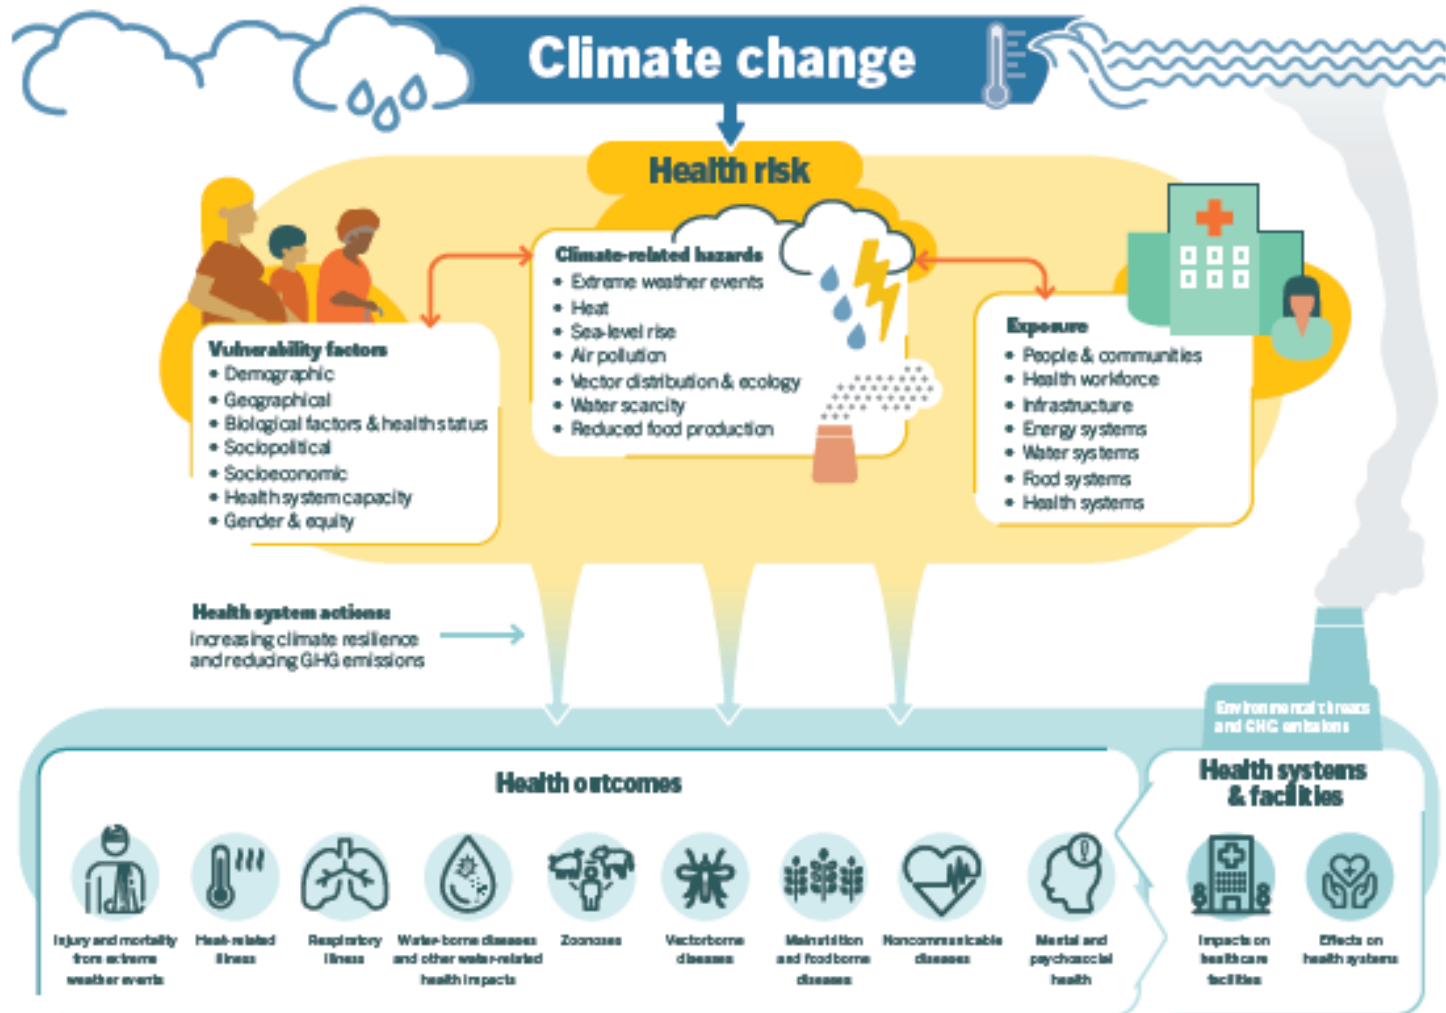 Climate change
Health risk
Climate-related hazards
• Extreme weather events
• Heat
• Sea-level rise
• Air pollution
• Vector distribution & ecology
• Water scarcity
• Reduced food production
Vulnerability factors
• Demographic
• Geographical
• Biological factors & health status
• Sociopolitical
• Socioeconomic
• Health system capacity
• Gender & equity
Exposure
• People & communities
• Health workforce
• Infrastructure
• Energy systems
• Water systems
• Food systems
• Health systems
Health system actions:
increasing climate resilience
and reducing GHG emissions
Environmental threats
and GHG emissions
Health outcomes
Injury and mortality
from extreme
weather events
Heat-related
illness
Respiratory
illness
Water-borne diseases
and other water-related
health impacts
Zoonoses
Vectorborne
diseases
Malnutrition
and foodborne
diseases
Noncommunicable
diseases
Mental and
psychosocial
health
Health systems
& facilities
Impacts on
healthcare
facilities
Effects on
health systems